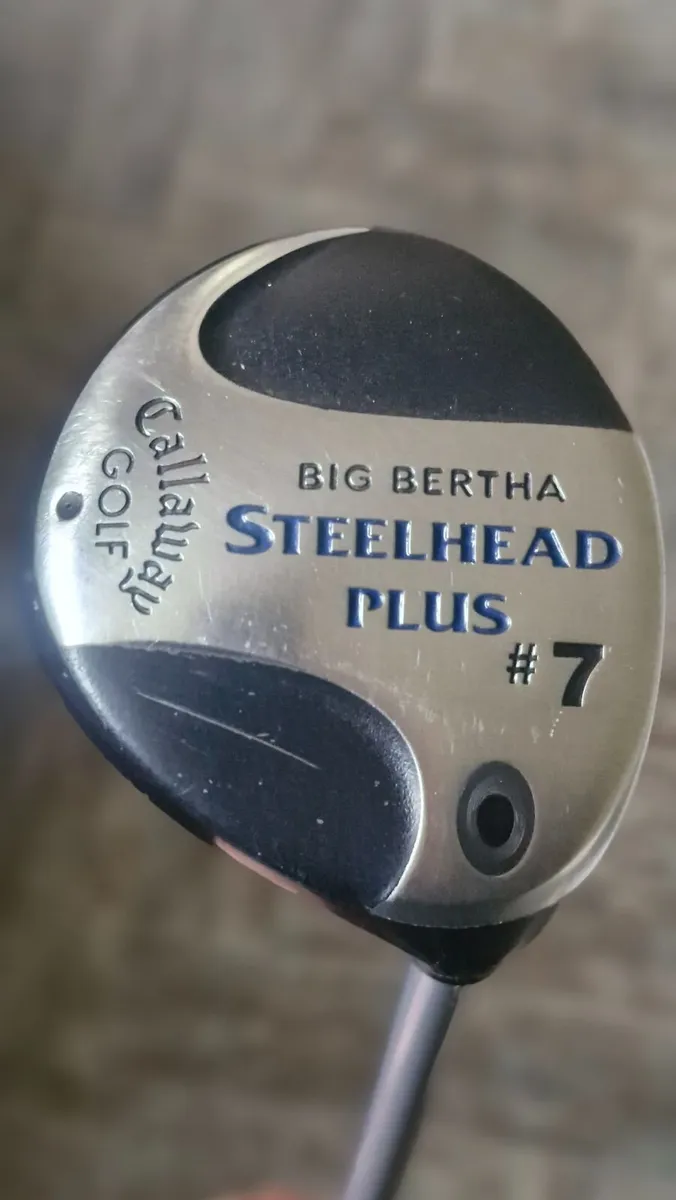 Callaway
GOLF
BIG BERTHA
STEELHEAD
PLUS
#7